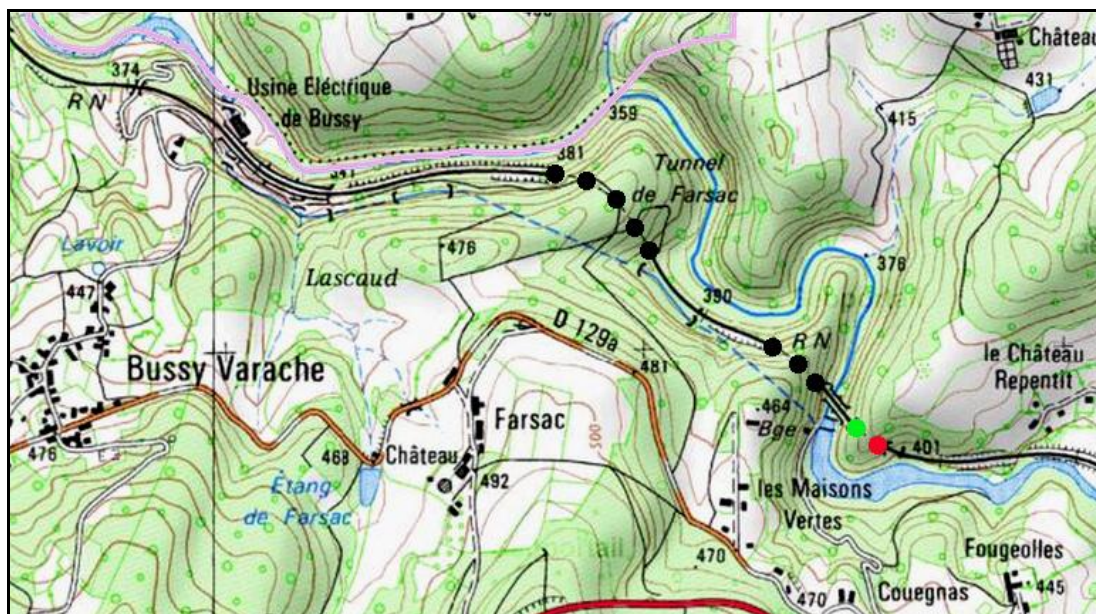 Château
431
374
Usine Eléctrique
de Bussy
R N
359
415
381
Tunnel
de Farsac
476
376
Lavoir
Lascaud
447
390
R N
D 129a
481
le Château
Repentit
Bussy Varache
464
Bge
Farsac
401
476
468
Château
500
492
les Maisons
Vertes
Etang
de Farsac
Fougeolles
470
470
Couegnas
445